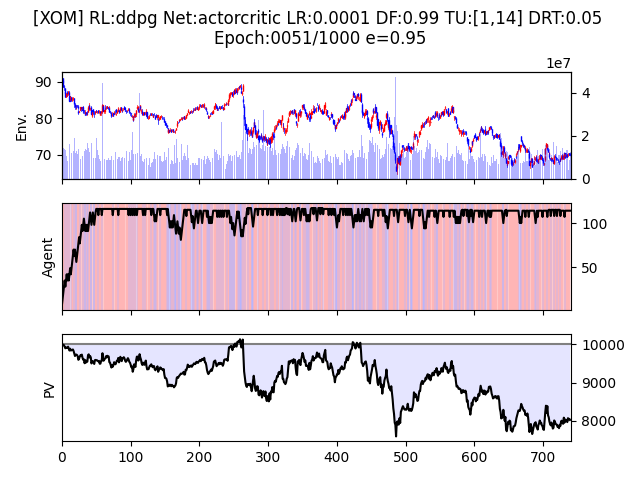 [XOM] RL:ddpg Net:actorcritic LR:0.0001 DF:0.99 TU:[1,14] DRT:0.05
Epoch:0051/1000 e=0.95
1e7
Env.
90
80
70
4
2
0
Agent
100
50
PV
10000
9000
8000
0 100 200 300 400 500 600 700